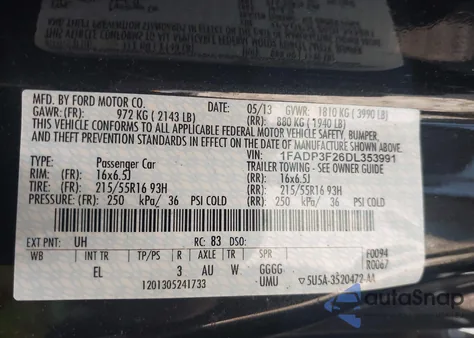 MFD. BY FORD MOTOR CO.
DATE: 05/13 GVWR: 1810 KG (3990 LB)
GAWR: (FR): 972 KG (2143 LB) (RR): 880 KG (1940 LB)
THIS VEHICLE CONFORMS TO ALL APPLICABLE FEDERAL MOTOR VEHICLE SAFETY, BUMPER,
AND THEFT PREVENTION STANDARDS IN EFFECT ON THE DATE OF MANUFACTURE SHOWN ABOVE.
VIN: 1FADP3F26DL353991
TYPE: Passenger Car TRAILER TOWING - SEE OWNER GUIDE
RIM: (FR) 16x6.5J (RR) 16x6.5J
TIRE: (FR) 215/55R16 93H (RR) 215/55R16 93H
PRESSURE: (FR) 250 kPa/ 36 PSI COLD (RR) 250 kPa/ 36 PSI COLD
EXT PNT: UH RC: 83 DSO: F0094
WB INT TR TP/PS R AX TR SPR R0067
EL 3 AU W. GGGG
1201305241733 UMU 5U5A-3520472-AA
autoSnap